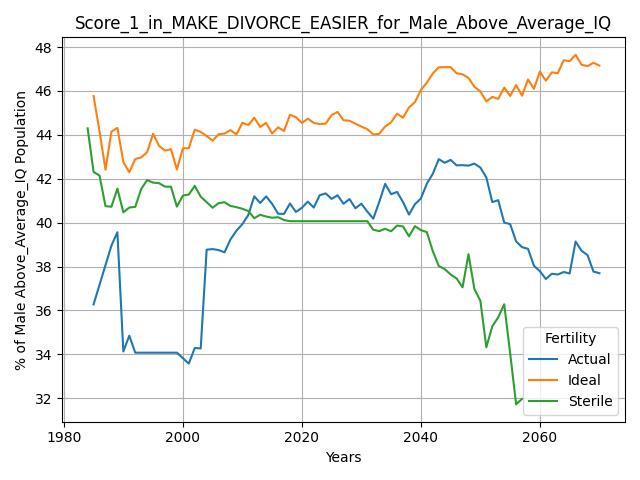 Score_1_in_MAKE_DIVORCE_EASIER_for_Male_Above_Average_IQ
% of Male Above_Average_IQ Population
48
46
44
42
40
38
36
34
32
1980
2000
2020
2040
2060
Years
Fertility
Actual
Ideal
Sterile